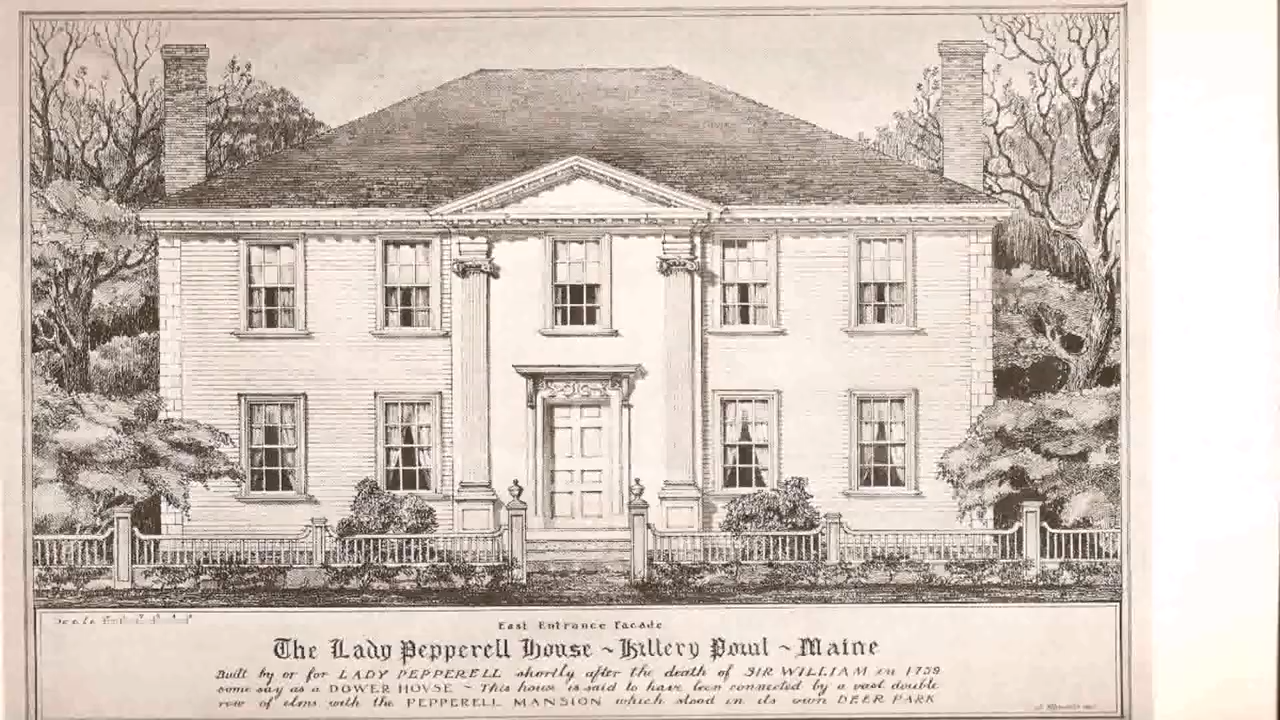 Scale
East Entrance Facade
The Lady Pepperell House ~ Kittery Point ~ Maine
Built by or for LADY PEPPERELL shortly after the death of SIR WILLIAM in 1759
some say as a DOWER HOUSE ~ This house is said to have been connected by a vast double
row of elms with the PEPPERELL MANSION which stood in its own DEER PARK